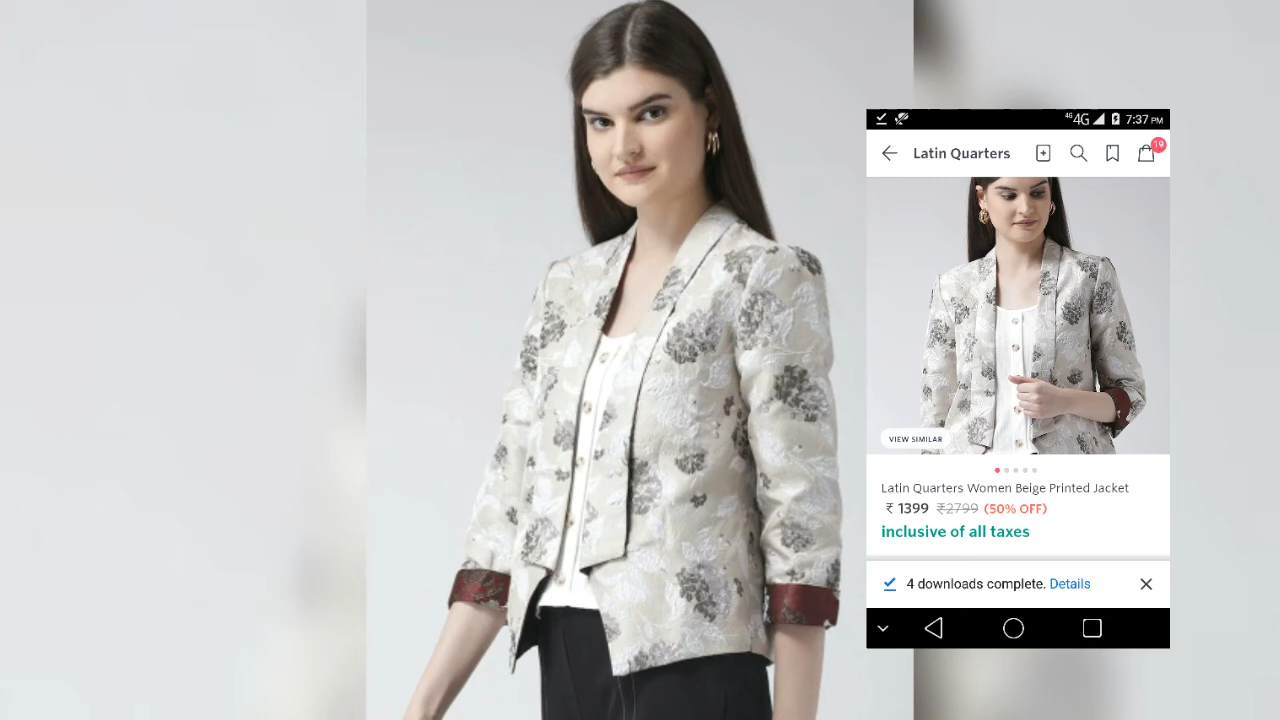 4G 4G 7:37 PM
Latin Quarters
19
VIEW SIMILAR
Latin Quarters Women Beige Printed Jacket
₹ 1399 ₹2799 (50% OFF)
inclusive of all taxes
4 downloads complete. Details